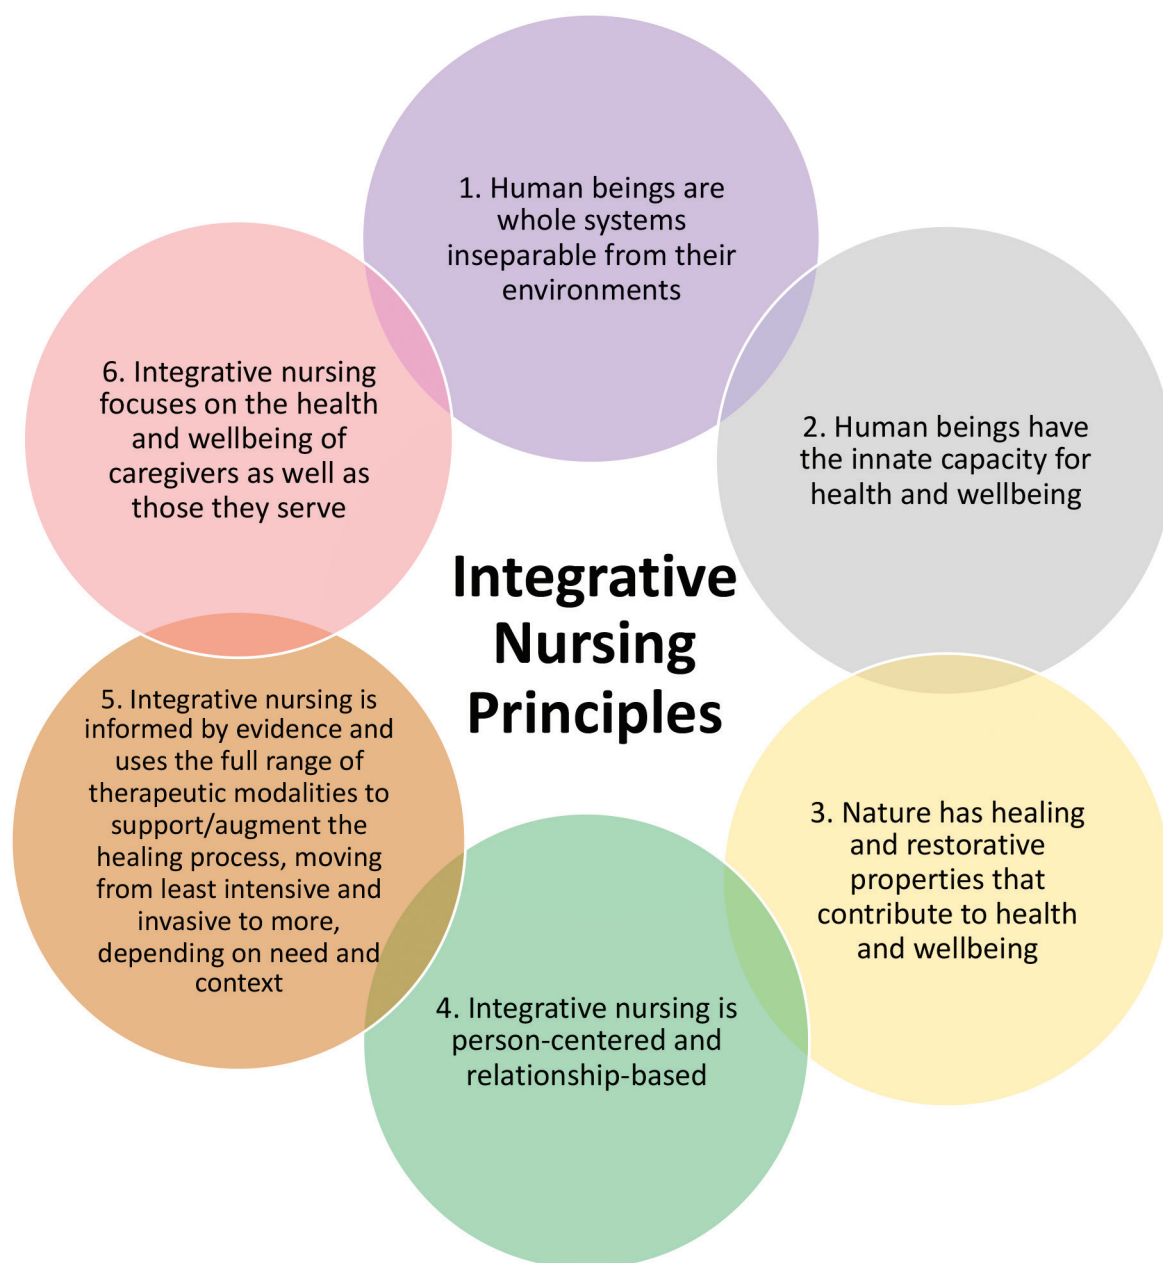 1. Human beings are
whole systems
inseparable from their
environments
2. Human beings have
the innate capacity for
health and wellbeing
3. Nature has healing
and restorative
properties that
contribute to health
and wellbeing
4. Integrative nursing is
person-centered and
relationship-based
5. Integrative nursing is
informed by evidence and
uses the full range of
therapeutic modalities to
support/augment the
healing process, moving
from least intensive and
invasive to more,
depending on need and
context
6. Integrative nursing
focuses on the health
and wellbeing of
caregivers as well as
those they serve
Integrative
Nursing
Principles